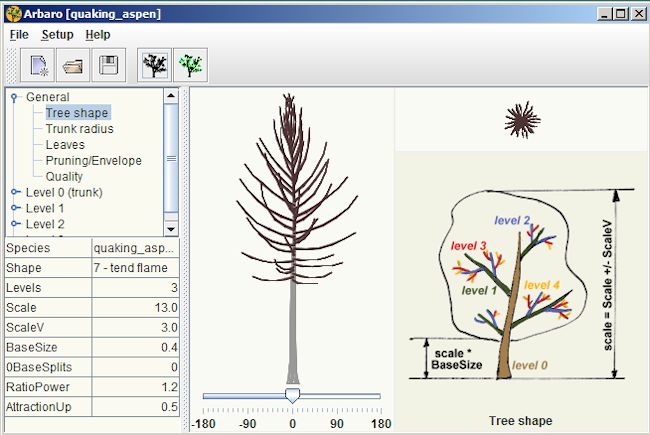 Arbaro [quaking_aspen]
File Setup Help
General
Tree shape
Trunk radius
Leaves
Pruning/Envelope
Quality
Level 0 (trunk)
Level 1
Level 2
Species quaking_asp...
Shape 7 - tend flame
Levels 3
Scale 13.0
ScaleV 3.0
BaseSize 0.4
0BaseSplits 0
RatioPower 1.2
AttractionUp 0.5
-180 -90 0 90 180
level 2
level 3
level 1
level 4
level 0
scale *
BaseSize
scale = Scale +/- ScaleV
Tree shape